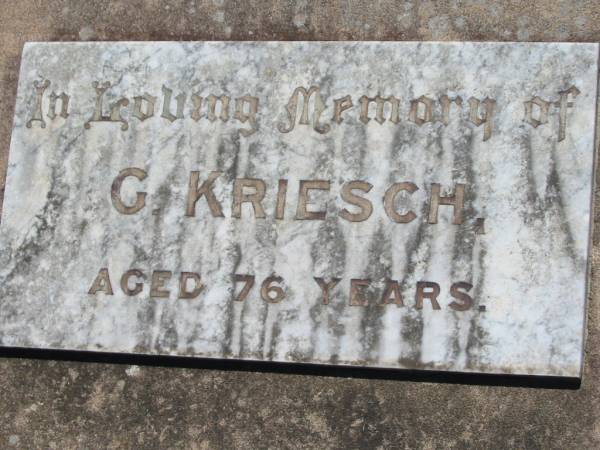 In Loving Memory of
G. KRIESCH,
AGED 76 YEARS.